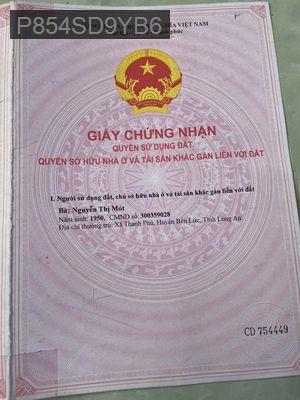 P854SD9YB6
ĨA VIỆT NAM
phúc
GIẤY CHỨNG NHẬN
QUYỀN SỬ DỤNG ĐẤT
QUYỀN SỞ HỮU NHÀ Ở VÀ TÀI SẢN KHÁC GẮN LIỀN VỚI ĐẤT
I. Người sử dụng đất, chủ sở hữu nhà ở và tài sản khác gắn liền với đất
Bà: Nguyễn Thị Mót
Năm sinh: 1950, CMND số: 300359028
Địa chỉ thường trú: Xã Thạnh Phú, Huyện Bến Lức, Tỉnh Long An.
CD 754449